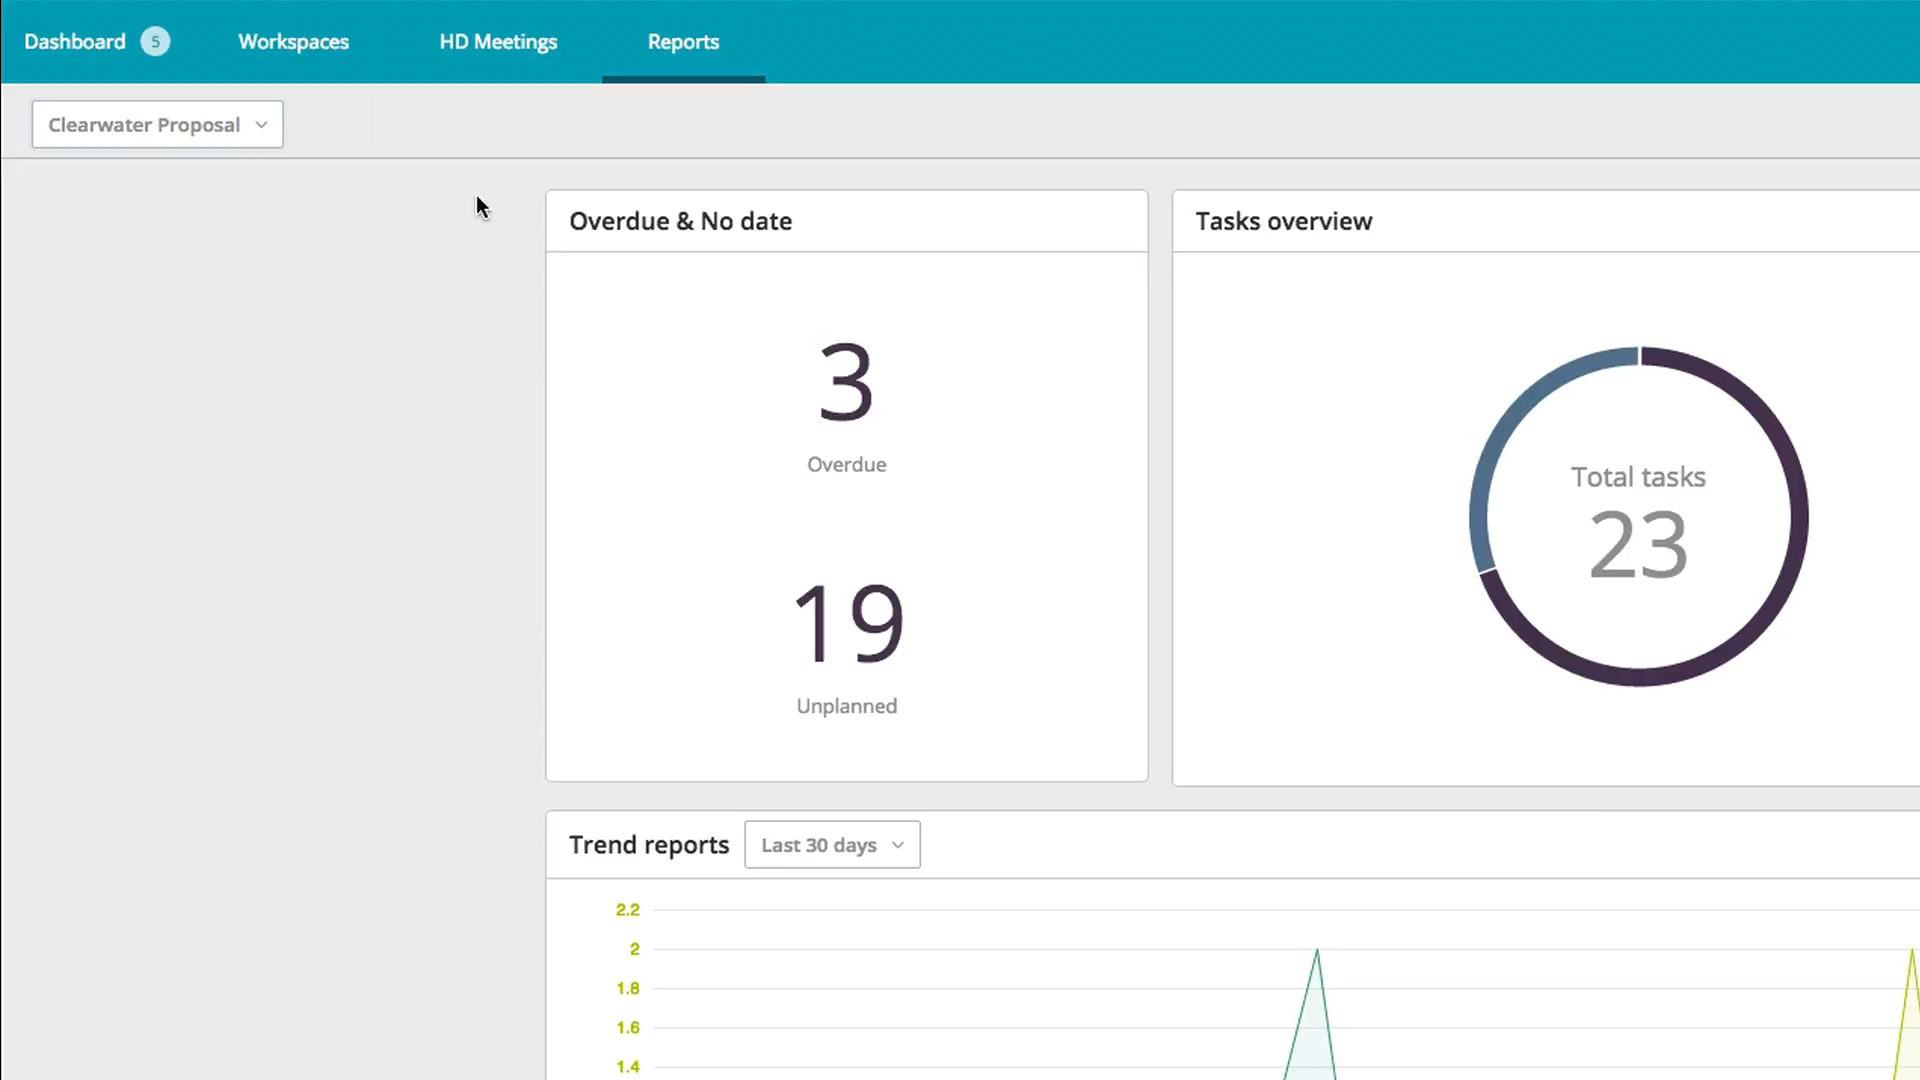 Dashboard 5 Workspaces HD Meetings Reports
Clearwater Proposal
Overdue & No date
3
Overdue
19
Unplanned
Tasks overview
Total tasks
23
Trend reports Last 30 days
2.2
2
1.8
1.6
1.4